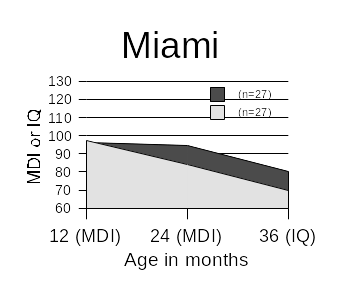 Miami
130
120
110
100
90
80
70
60
(n=27)
(n=27)
MDI or IQ
12 (MDI) 24 (MDI) 36 (IQ)
Age in months